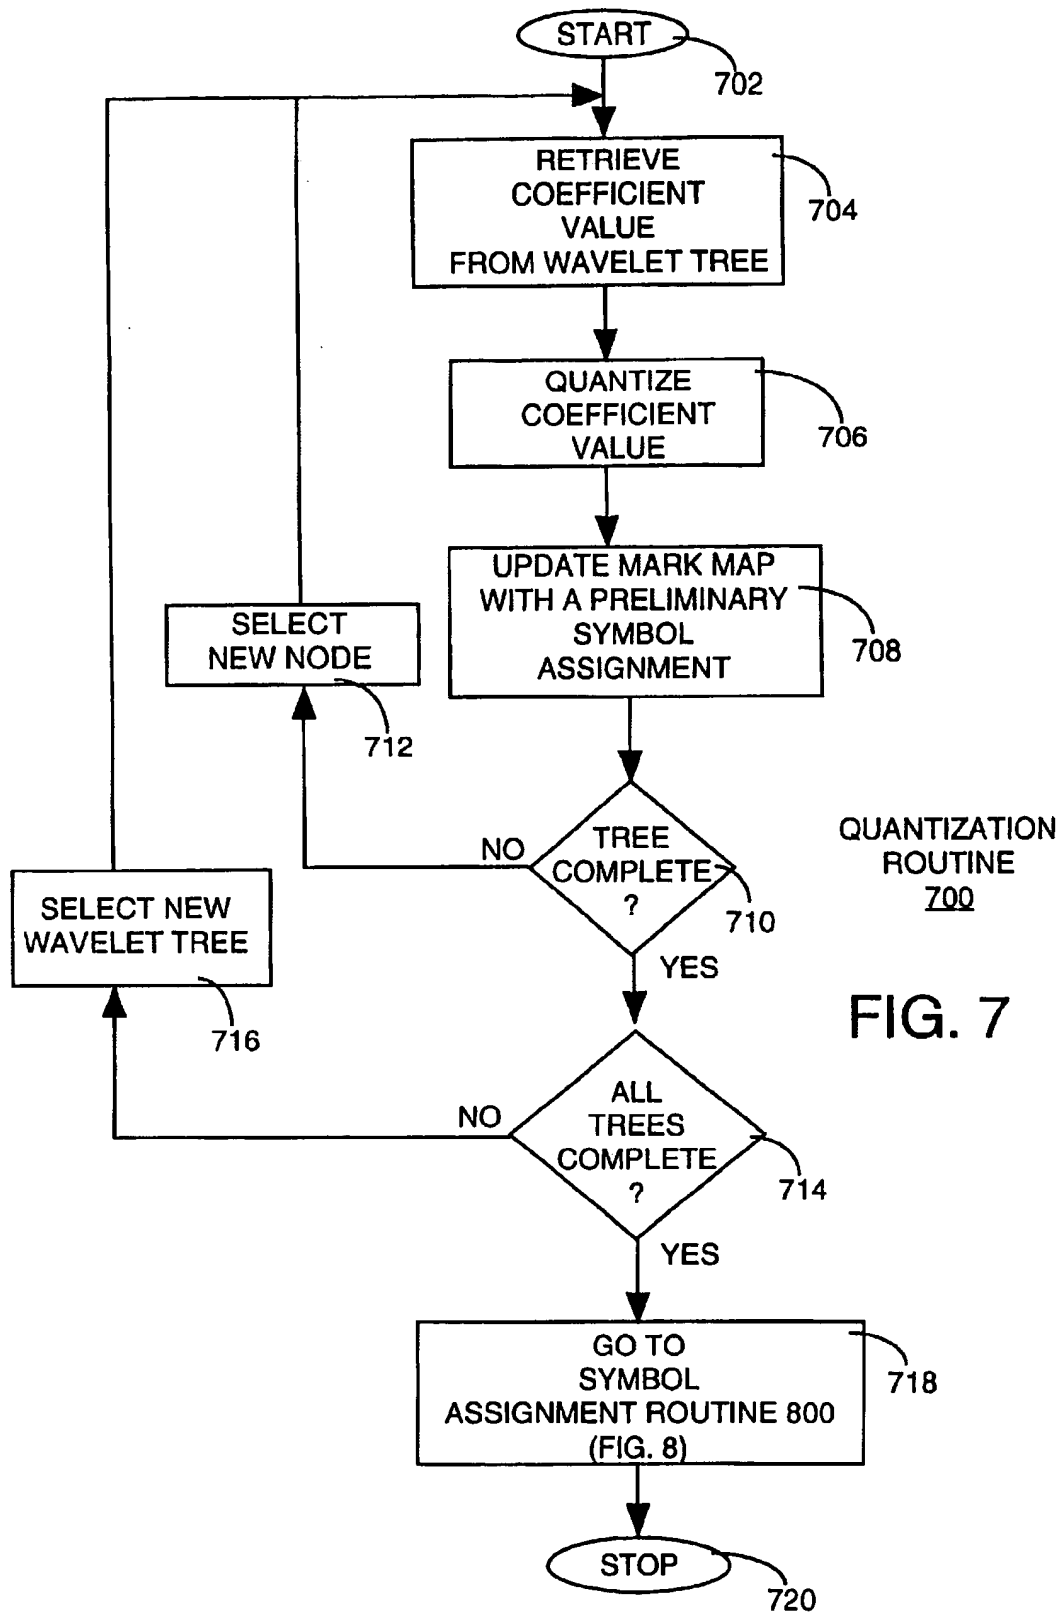 START
702
RETRIEVE
COEFFICIENT
VALUE
FROM WAVELET TREE
704
QUANTIZE
COEFFICIENT
VALUE
706
UPDATE MARK MAP
WITH A PRELIMINARY
SYMBOL
ASSIGNMENT
708
SELECT
NEW NODE
712
NO
TREE
COMPLETE
?
710
YES
QUANTIZATION
ROUTINE
700
SELECT NEW
WAVELET TREE
716
FIG. 7
NO
ALL
TREES
COMPLETE
?
714
YES
GO TO
SYMBOL
ASSIGNMENT ROUTINE 800
(FIG. 8)
718
STOP
720